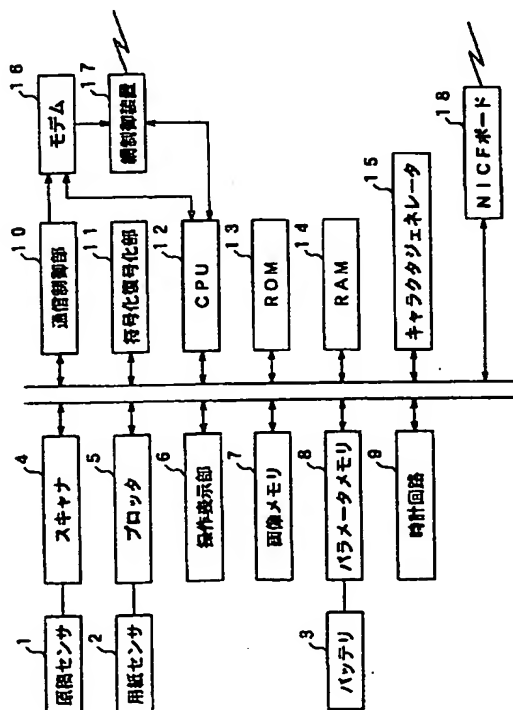 1 原稿センサ
2 用紙センサ
3 バッテリ
4 スキャナ
5 プロッタ
6 操作表示部
7 画像メモリ
8 パラメータメモリ
9 時計回路
10 通信制御部
11 符号化復号化部
12 CPU
13 ROM
14 RAM
15 キャラクタジェネレータ
16 モデム
17 網制御装置
18 NICFボード